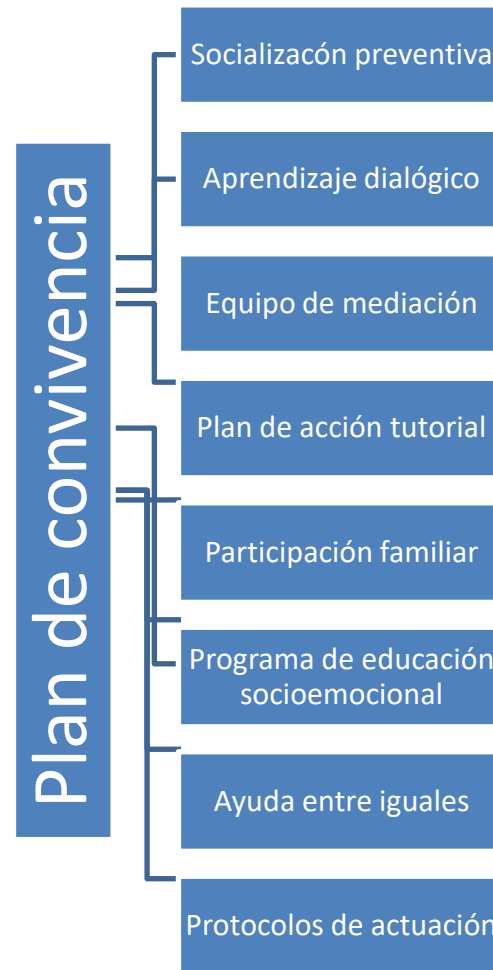 Plan de convivencia
Socializacón preventiva
Aprendizaje dialógico
Equipo de mediación
Plan de acción tutorial
Participación familiar
Programa de educación
socioemocional
Ayuda entre iguales
Protocolos de actuación